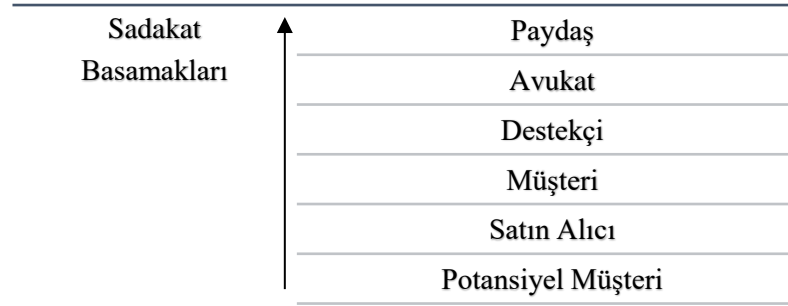 Sadakat
Basamakları
Paydaş
Avukat
Destekçi
Müşteri
Satın Alıcı
Potansiyel Müşteri